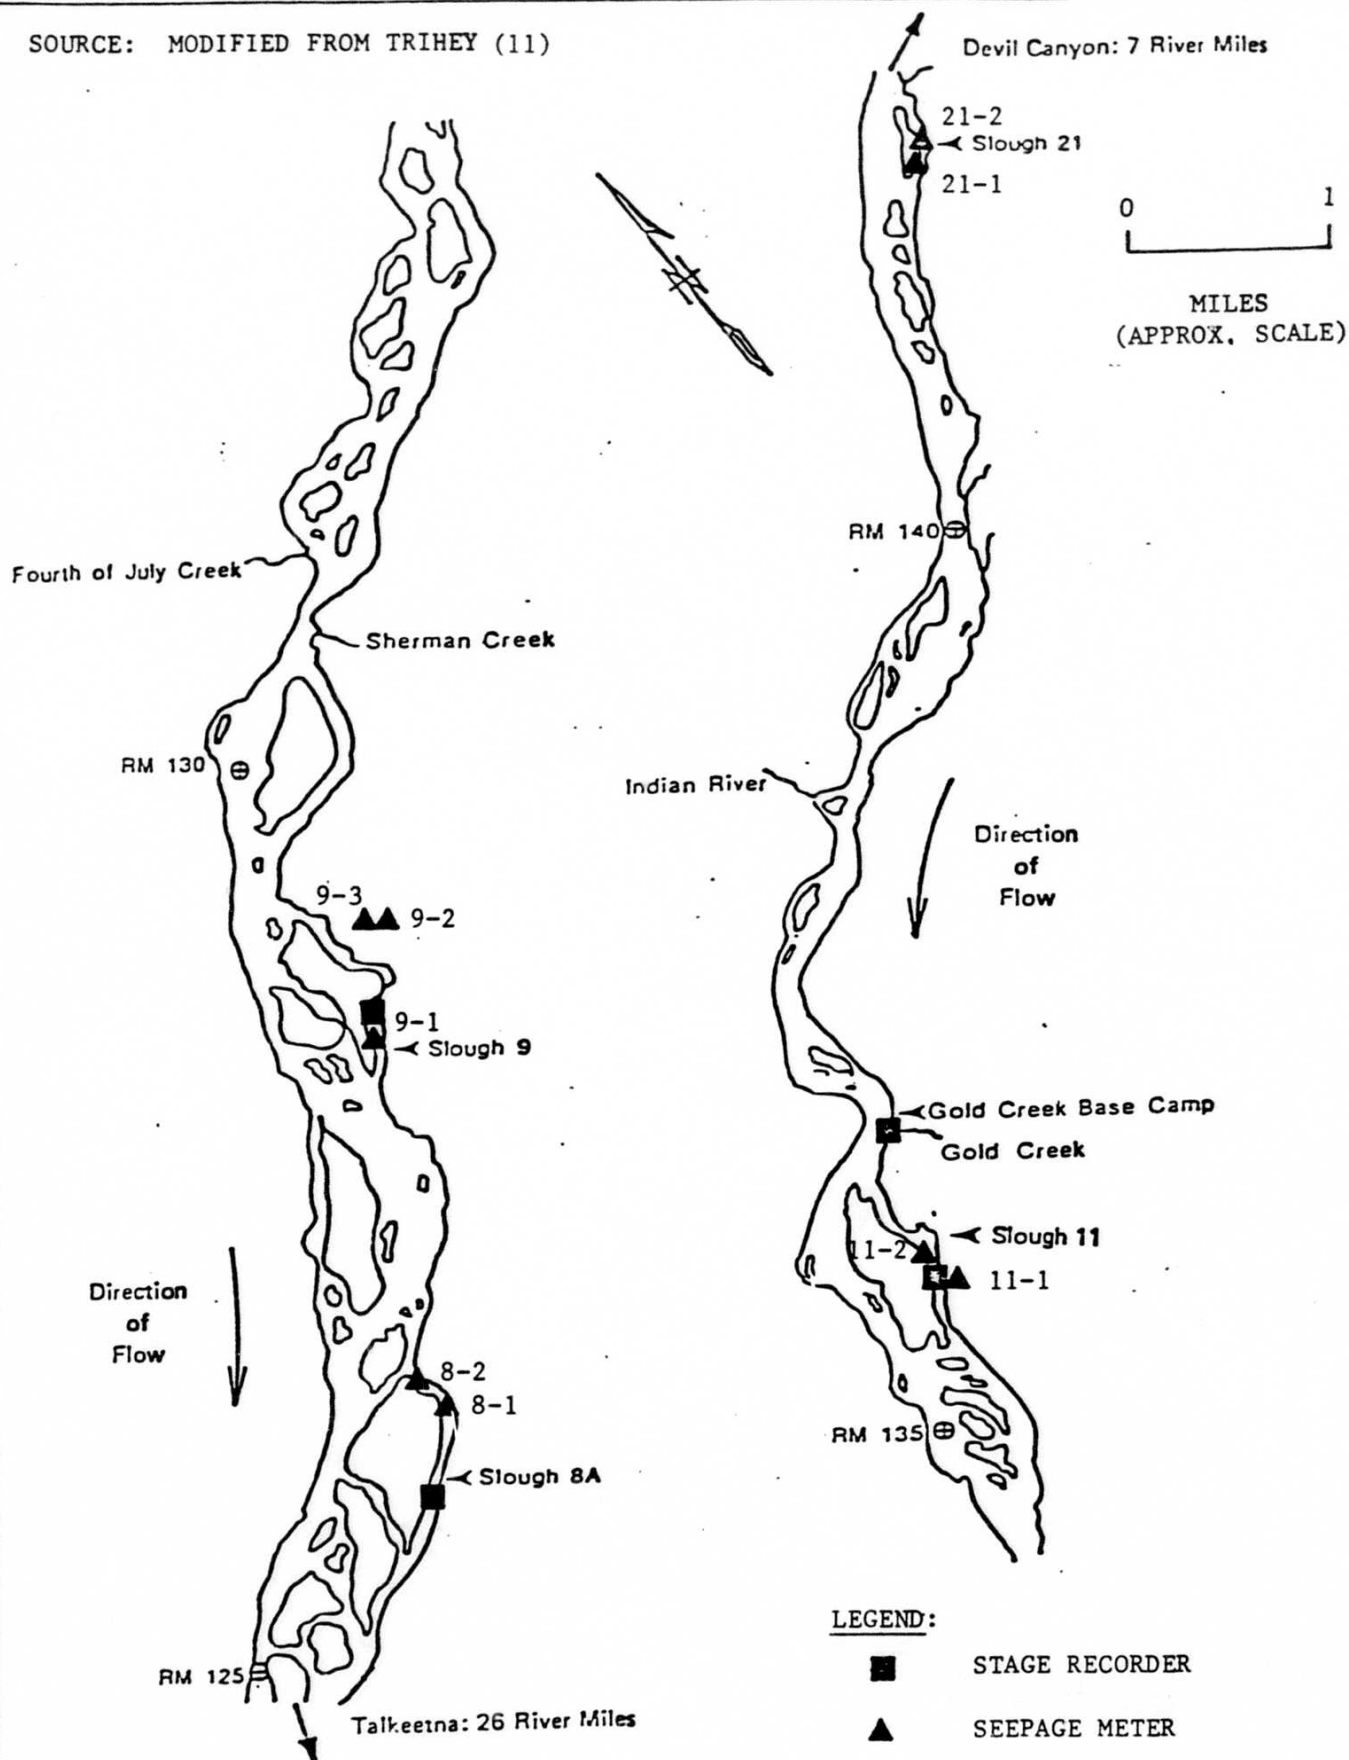 SOURCE: MODIFIED FROM TRIHEY (11)
Devil Canyon: 7 River Miles
21-2
Slough 21
21-1
0 1
MILES
(APPROX. SCALE)
RM 140
Fourth of July Creek
Sherman Creek
RM 130
Indian River
Direction
of
Flow
9-3
9-2
9-1
Slough 9
Gold Creek Base Camp
Gold Creek
Slough 11
11-2
11-1
Direction
of
Flow
8-2
8-1
RM 135
Slough 8A
RM 125
Talkeetna: 26 River Miles
LEGEND:
STAGE RECORDER
SEEPAGE METER